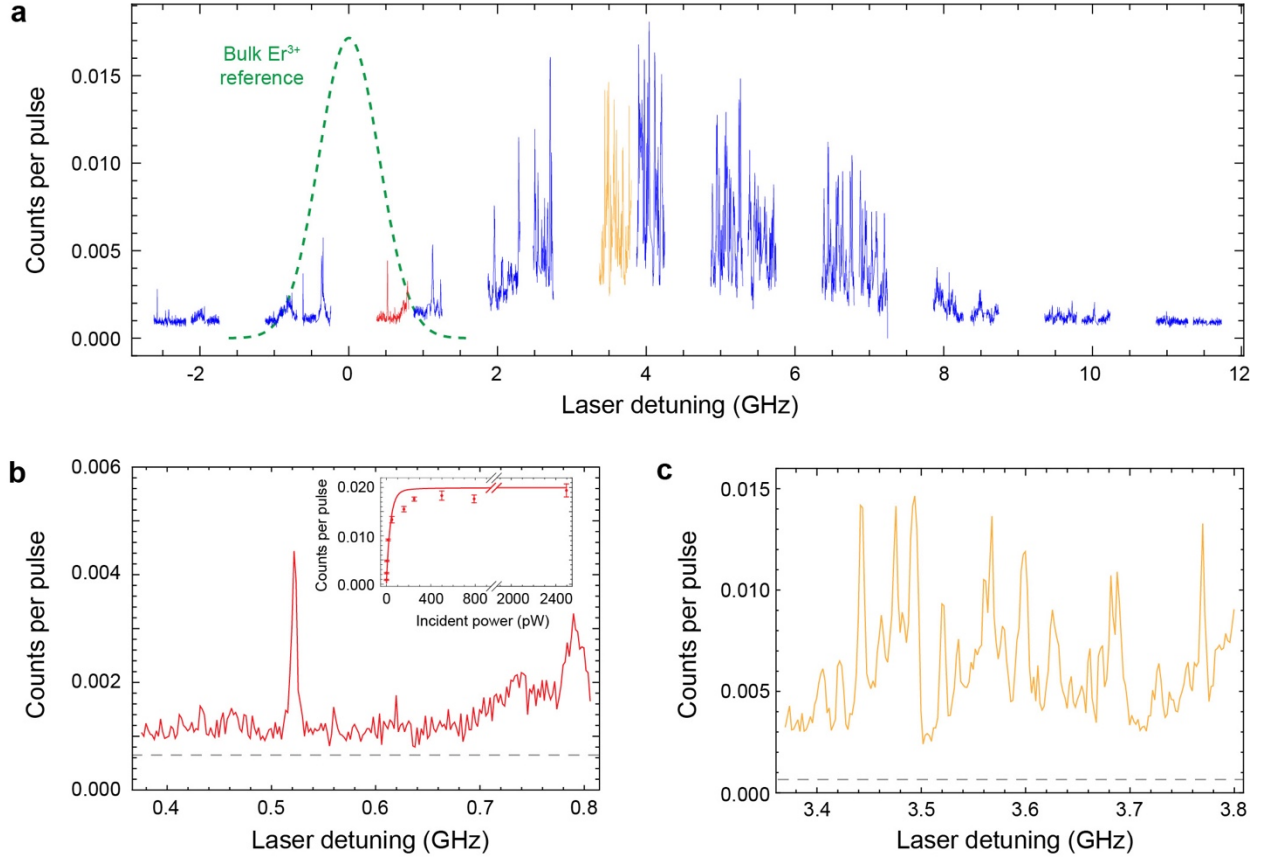 a
Bulk Er³⁺
reference
Counts per pulse
0.015
0.010
0.005
0.000
-2 0 2 4 6 8 10 12
Laser detuning (GHz)
b
Counts per pulse
0.006
0.004
0.002
0.000
0.4 0.5 0.6 0.7 0.8
Laser detuning (GHz)
Counts per pulse
0.020
0.010
0.000
0 400 800 2000 2400
Incident power (pW)
c
Counts per pulse
0.015
0.010
0.005
0.000
3.4 3.5 3.6 3.7 3.8
Laser detuning (GHz)